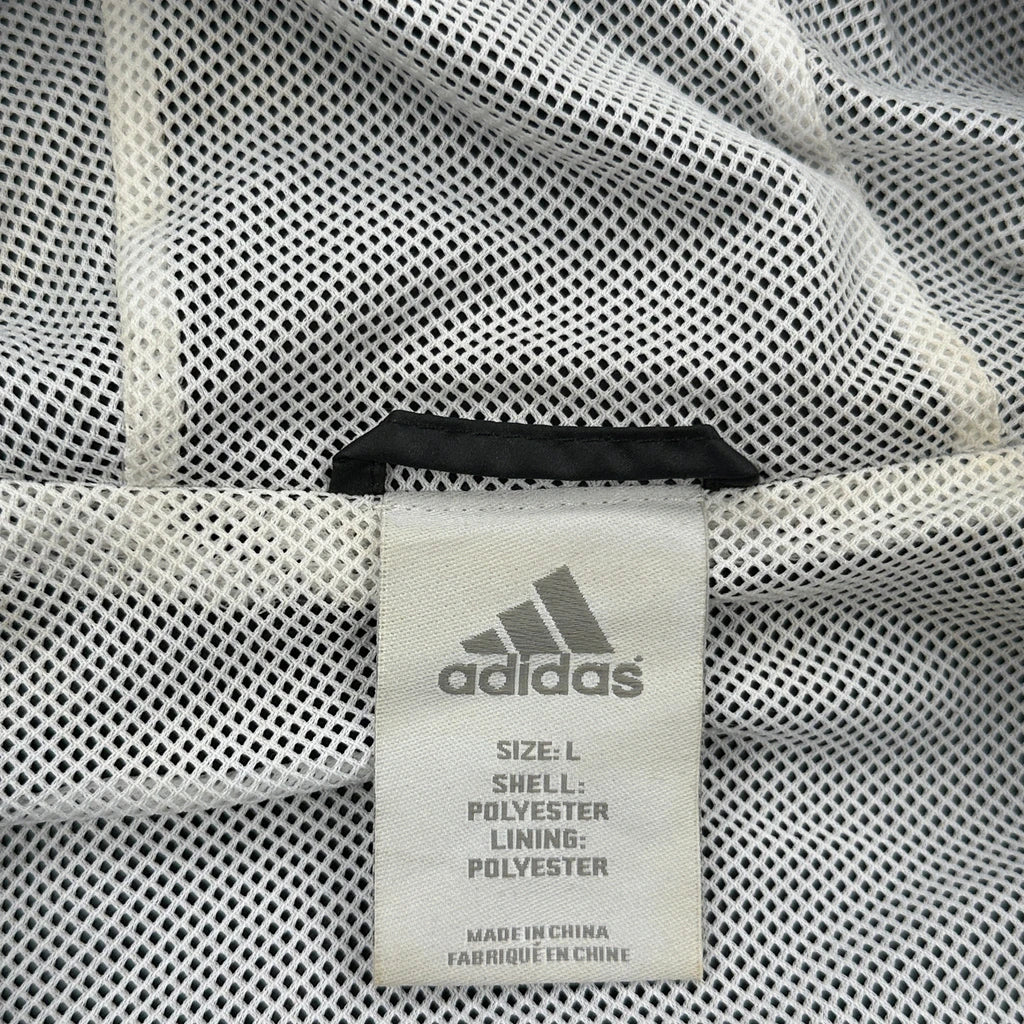 adidas
SIZE: L
SHELL:
POLYESTER
LINING:
POLYESTER
MADE IN CHINA
FABRIQUÉ EN CHINE